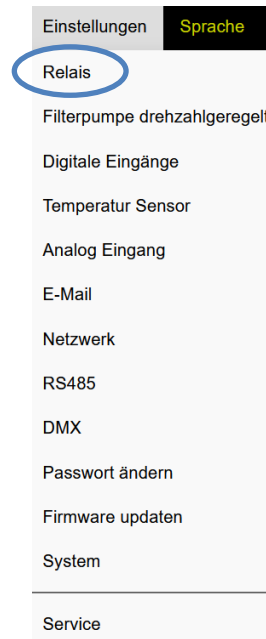 Einstellungen Sprache
Relais
Filterpumpe drehzahlgeregelt
Digitale Eingänge
Temperatur Sensor
Analog Eingang
E-Mail
Netzwerk
RS485
DMX
Passwort ändern
Firmware updaten
System
Service